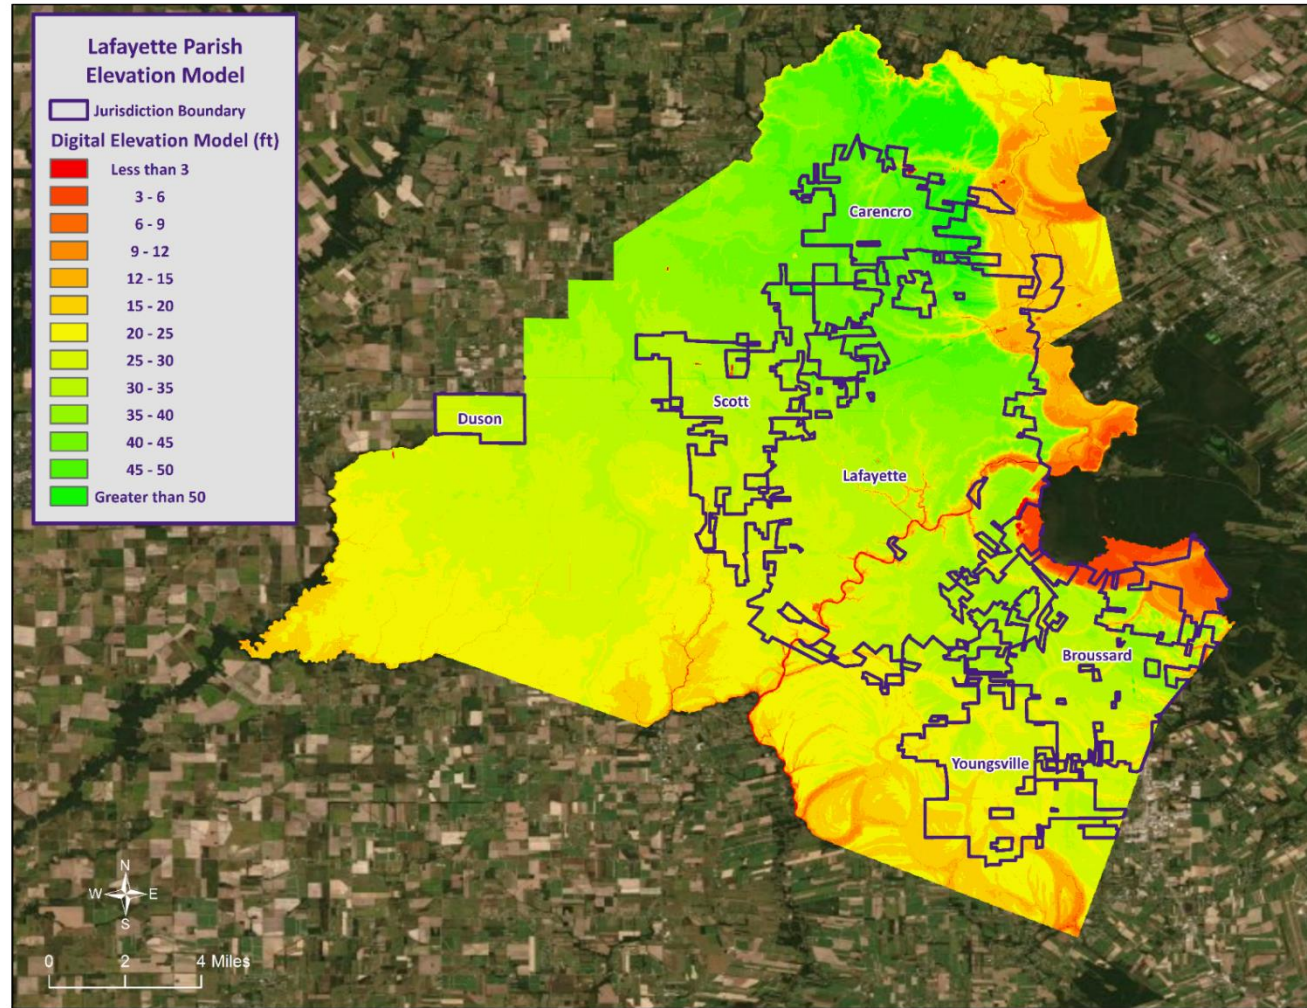 Lafayette Parish
Elevation Model
Jurisdiction Boundary
Digital Elevation Model (ft)
Less than 3
3 - 6
6 - 9
9 - 12
12 - 15
15 - 20
20 - 25
25 - 30
30 - 35
35 - 40
40 - 45
45 - 50
Greater than 50
Carencro
Scott
Duson
Lafayette
Broussard
Youngsville
N
W E
S
0 2 4 Miles